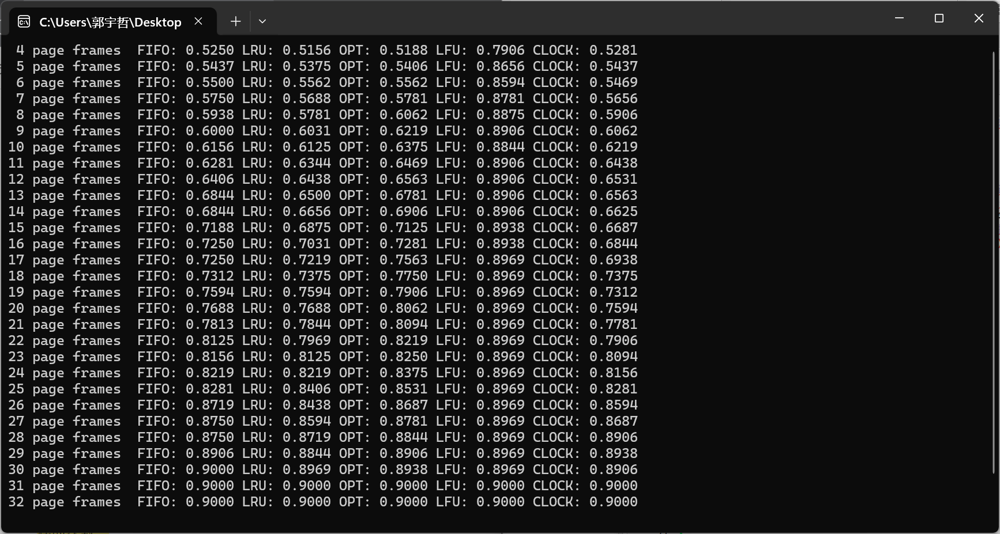 C:\Users\郭宇哲\Desktop
4 page frames  FIFO: 0.5250 LRU: 0.5156 OPT: 0.5188 LFU: 0.7906 CLOCK: 0.5281
5 page frames  FIFO: 0.5437 LRU: 0.5375 OPT: 0.5406 LFU: 0.8656 CLOCK: 0.5437
6 page frames  FIFO: 0.5500 LRU: 0.5562 OPT: 0.5562 LFU: 0.8594 CLOCK: 0.5469
7 page frames  FIFO: 0.5750 LRU: 0.5688 OPT: 0.5781 LFU: 0.8781 CLOCK: 0.5656
8 page frames  FIFO: 0.5938 LRU: 0.5781 OPT: 0.6062 LFU: 0.8875 CLOCK: 0.5906
9 page frames  FIFO: 0.6000 LRU: 0.6031 OPT: 0.6219 LFU: 0.8906 CLOCK: 0.6062
10 page frames  FIFO: 0.6156 LRU: 0.6125 OPT: 0.6375 LFU: 0.8844 CLOCK: 0.6219
11 page frames  FIFO: 0.6281 LRU: 0.6344 OPT: 0.6469 LFU: 0.8906 CLOCK: 0.6438
12 page frames  FIFO: 0.6406 LRU: 0.6438 OPT: 0.6563 LFU: 0.8906 CLOCK: 0.6531
13 page frames  FIFO: 0.6844 LRU: 0.6500 OPT: 0.6781 LFU: 0.8906 CLOCK: 0.6563
14 page frames  FIFO: 0.6844 LRU: 0.6656 OPT: 0.6906 LFU: 0.8906 CLOCK: 0.6625
15 page frames  FIFO: 0.7188 LRU: 0.6875 OPT: 0.7125 LFU: 0.8938 CLOCK: 0.6687
16 page frames  FIFO: 0.7250 LRU: 0.7031 OPT: 0.7281 LFU: 0.8938 CLOCK: 0.6844
17 page frames  FIFO: 0.7250 LRU: 0.7219 OPT: 0.7563 LFU: 0.8969 CLOCK: 0.6938
18 page frames  FIFO: 0.7312 LRU: 0.7375 OPT: 0.7750 LFU: 0.8969 CLOCK: 0.7375
19 page frames  FIFO: 0.7594 LRU: 0.7594 OPT: 0.7906 LFU: 0.8969 CLOCK: 0.7312
20 page frames  FIFO: 0.7688 LRU: 0.7688 OPT: 0.8062 LFU: 0.8969 CLOCK: 0.7594
21 page frames  FIFO: 0.7813 LRU: 0.7844 OPT: 0.8094 LFU: 0.8969 CLOCK: 0.7781
22 page frames  FIFO: 0.8125 LRU: 0.7969 OPT: 0.8219 LFU: 0.8969 CLOCK: 0.7906
23 page frames  FIFO: 0.8156 LRU: 0.8125 OPT: 0.8250 LFU: 0.8969 CLOCK: 0.8094
24 page frames  FIFO: 0.8219 LRU: 0.8219 OPT: 0.8375 LFU: 0.8969 CLOCK: 0.8156
25 page frames  FIFO: 0.8281 LRU: 0.8406 OPT: 0.8531 LFU: 0.8969 CLOCK: 0.8281
26 page frames  FIFO: 0.8719 LRU: 0.8438 OPT: 0.8687 LFU: 0.8969 CLOCK: 0.8594
27 page frames  FIFO: 0.8750 LRU: 0.8594 OPT: 0.8781 LFU: 0.8969 CLOCK: 0.8687
28 page frames  FIFO: 0.8750 LRU: 0.8719 OPT: 0.8844 LFU: 0.8969 CLOCK: 0.8906
29 page frames  FIFO: 0.8906 LRU: 0.8844 OPT: 0.8906 LFU: 0.8969 CLOCK: 0.8938
30 page frames  FIFO: 0.9000 LRU: 0.8969 OPT: 0.8938 LFU: 0.8969 CLOCK: 0.8906
31 page frames  FIFO: 0.9000 LRU: 0.9000 OPT: 0.9000 LFU: 0.9000 CLOCK: 0.9000
32 page frames  FIFO: 0.9000 LRU: 0.9000 OPT: 0.9000 LFU: 0.9000 CLOCK: 0.9000